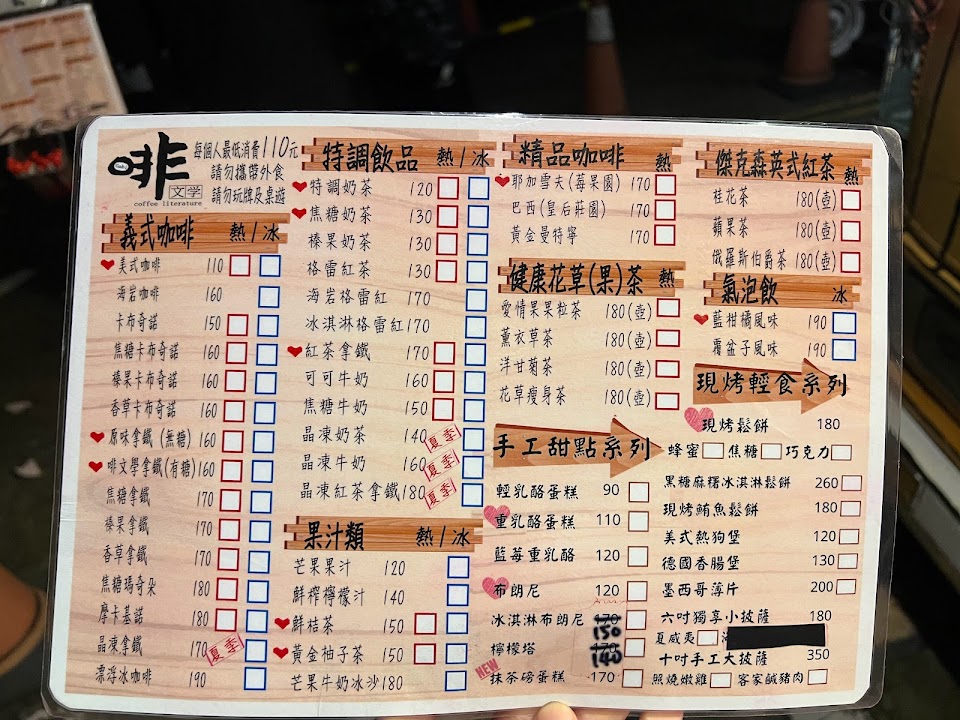 啡
文学
coffee literature
每個人最低消費110元
請勿攜帶外食
請勿玩牌及桌遊
義式咖啡 熱/冰
美式咖啡 110
海岩咖啡 160
卡布奇諾 150
焦糖卡布奇諾 160
榛果卡布奇諾 160
香草卡布奇諾 160
原味拿鐵(無糖) 160
啡文學拿鐵(有糖) 160
焦糖拿鐵 170
榛果拿鐵 170
香草拿鐵 170
焦糖瑪奇朵 180
摩卡基諾 180
晶凍拿鐵 170 夏季
漂浮冰咖啡 190
特調飲品 熱/冰
特調奶茶 120
焦糖奶茶 130
榛果奶茶 130
格雷紅茶 130
海岩格雷紅 170
冰淇淋格雷紅 170
紅茶拿鐵 170
可可牛奶 160
焦糖牛奶 150
晶凍奶茶 140 夏季
晶凍牛奶 160 夏季
晶凍紅茶拿鐵 180 夏季
果汁類 熱/冰
芒果果汁 120
鮮榨檸檬汁 140
鮮桔茶 150
黃金柚子茶 150
芒果牛奶冰沙 180
精品咖啡 熱
耶加雪夫(莓果園) 170
巴西(皇后莊園) 170
黃金曼特寧 170
健康花草(果)茶 熱
愛情果果粒茶 180(壺)
薰衣草茶 180(壺)
洋甘菊茶 180(壺)
花草瘦身茶 180(壺)
手工甜點系列
輕乳酪蛋糕 90
重乳酪蛋糕 110
藍莓重乳酪 120
布朗尼 120
冰淇淋布朗尼 170 150
檸檬塔 170 140
NEW
抹茶磅蛋糕 170
傑克森英式紅茶 熱
桂花茶 180(壺)
蘋果茶 180(壺)
俄羅斯伯爵茶 180(壺)
氣泡飲 冰
藍柑橘風味 190
覆盆子風味 190
現烤輕食系列
現烤鬆餅 180
蜂蜜 焦糖 巧克力
黑糖麻糬冰淇淋鬆餅 260
現烤鮪魚鬆餅 180
美式熱狗堡 120
德國香腸堡 130
墨西哥薄片 200
六吋獨享小披薩 180
夏威夷
十吋手工大披薩 350
照燒嫩雞 客家鹹豬肉